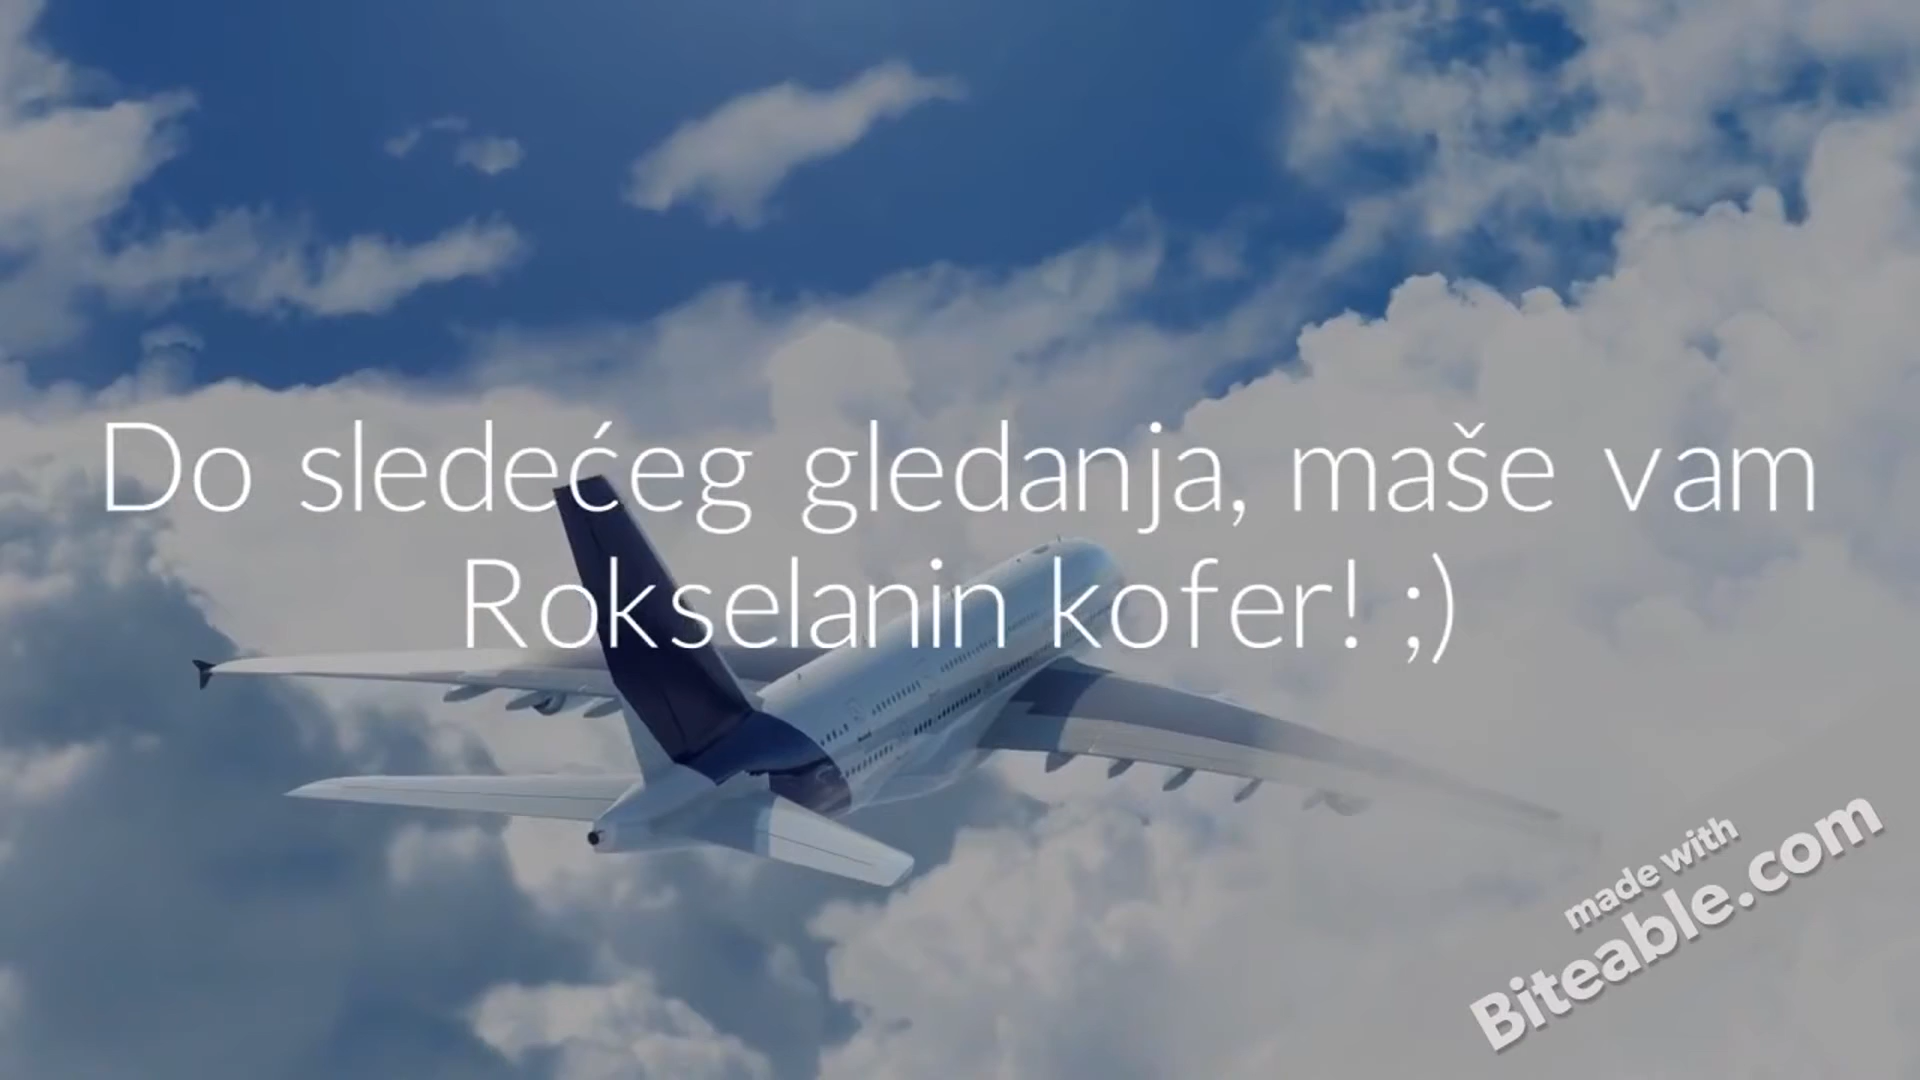 Do sledećeg gledanja, maše vam
Rokselanin kofer! ;)
made with
Biteable.com